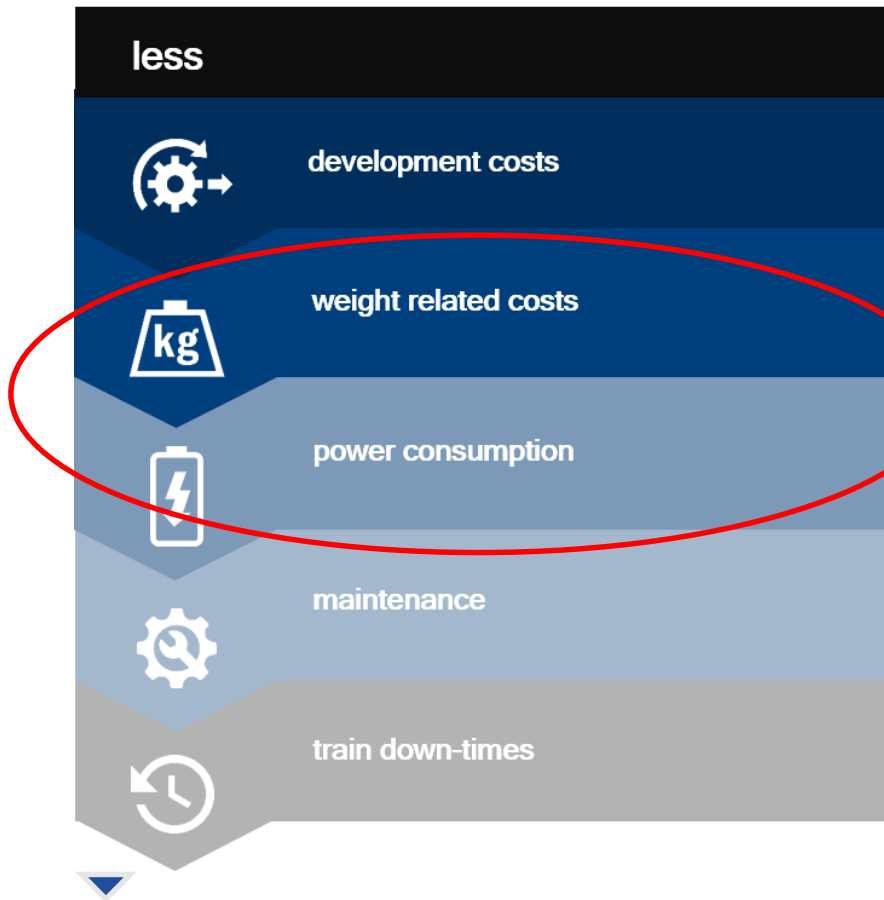 less
development costs
weight related costs
kg
power consumption
maintenance
train down-times